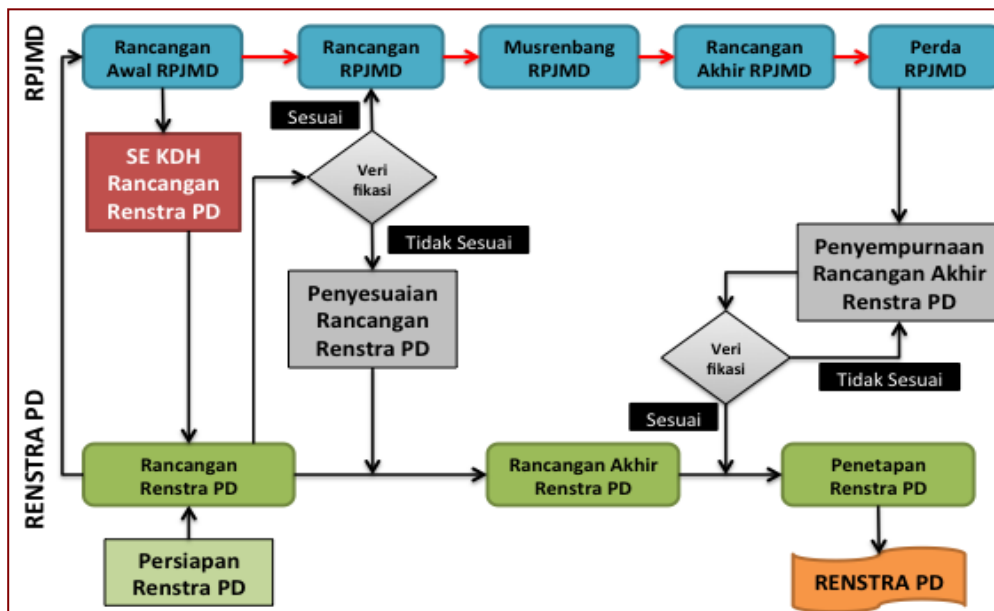 RPJMD
Rancangan
Awal RPJMD
Rancangan
RPJMD
Musrenbang
RPJMD
Rancangan
Akhir RPJMD
Perda
RPJMD
Sesuai
SE KDH
Rancangan
Renstra PD
Veri
fikasi
Tidak Sesuai
Penyesuaian
Rancangan
Renstra PD
Penyempurnaan
Rancangan Akhir
Renstra PD
Veri
fikasi
Tidak Sesuai
Sesuai
RENSTRA PD
Rancangan
Renstra PD
Rancangan Akhir
Renstra PD
Penetapan
Renstra PD
Persiapan
Renstra PD
RENSTRA PD